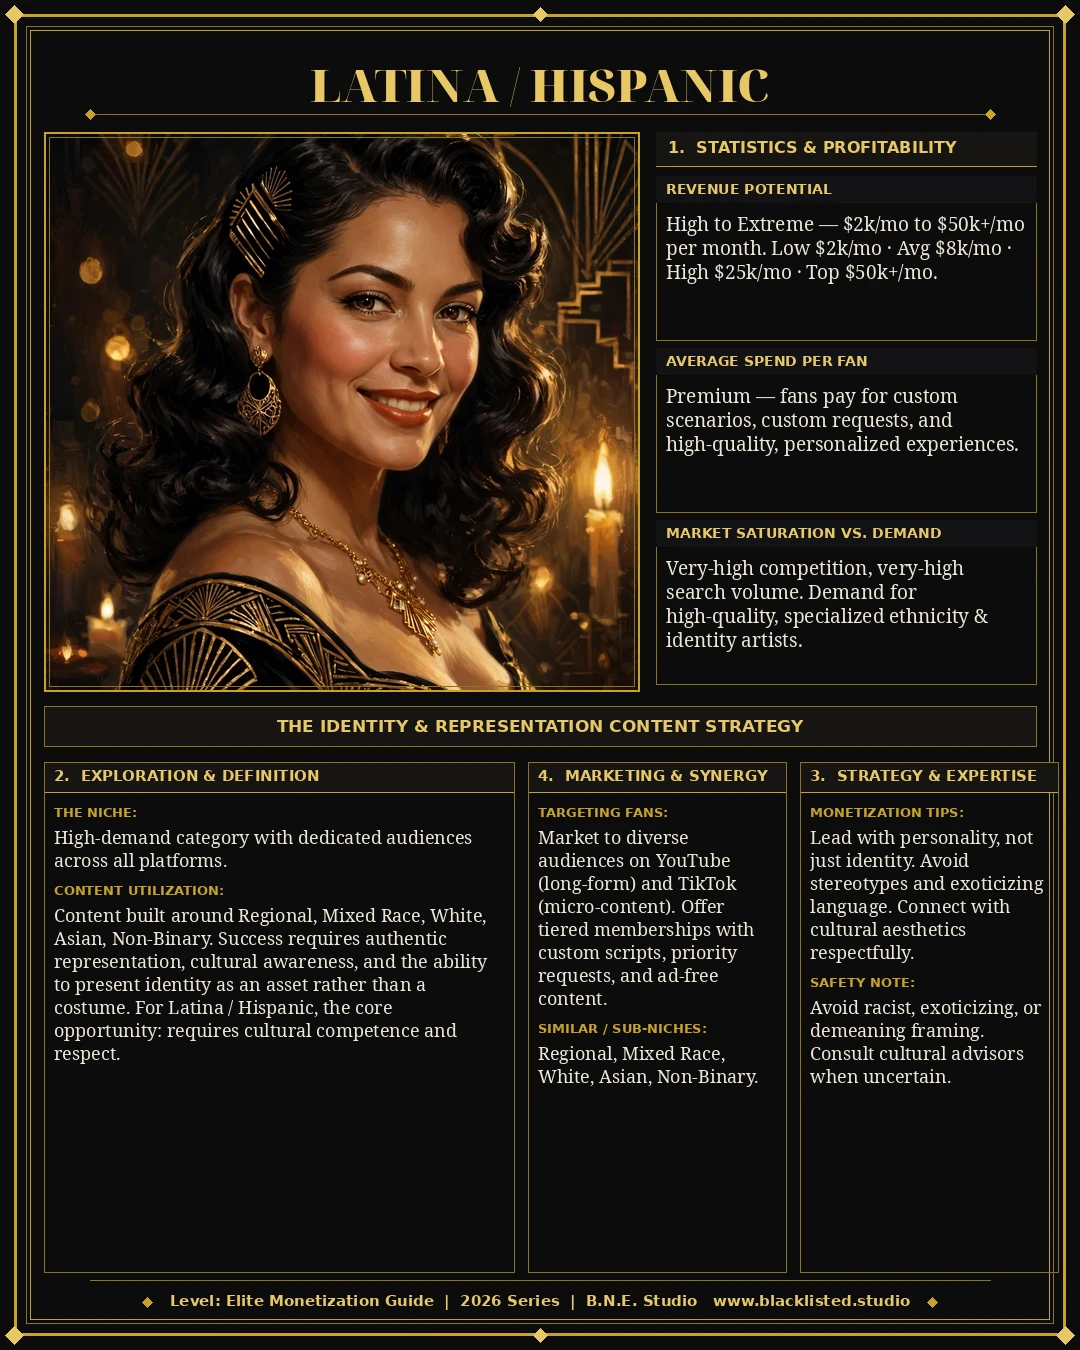 LATINA / HISPANIC
1. STATISTICS & PROFITABILITY
REVENUE POTENTIAL
High to Extreme — $2k/mo to $50k+/mo
per month. Low $2k/mo · Avg $8k/mo ·
High $25k/mo · Top $50k+/mo.
AVERAGE SPEND PER FAN
Premium — fans pay for custom
scenarios, custom requests, and
high-quality, personalized experiences.
MARKET SATURATION VS. DEMAND
Very-high competition, very-high
search volume. Demand for
high-quality, specialized ethnicity &
identity artists.
THE IDENTITY & REPRESENTATION CONTENT STRATEGY
2. EXPLORATION & DEFINITION
THE NICHE:
High-demand category with dedicated audiences
across all platforms.
CONTENT UTILIZATION:
Content built around Regional, Mixed Race, White,
Asian, Non-Binary. Success requires authentic
representation, cultural awareness, and the ability
to present identity as an asset rather than a
costume. For Latina / Hispanic, the core
opportunity: requires cultural competence and
respect.
4. MARKETING & SYNERGY
TARGETING FANS:
Market to diverse
audiences on YouTube
(long-form) and TikTok
(micro-content). Offer
tiered memberships with
custom scripts, priority
requests, and ad-free
content.
SIMILAR / SUB-NICHES:
Regional, Mixed Race,
White, Asian, Non-Binary.
3. STRATEGY & EXPERTISE
MONETIZATION TIPS:
Lead with personality, not
just identity. Avoid
stereotypes and exoticizing
language. Connect with
cultural aesthetics
respectfully.
SAFETY NOTE:
Avoid racist, exoticizing, or
demeaning framing.
Consult cultural advisors
when uncertain.
Level: Elite Monetization Guide | 2026 Series | B.N.E. Studio www.blacklisted.studio